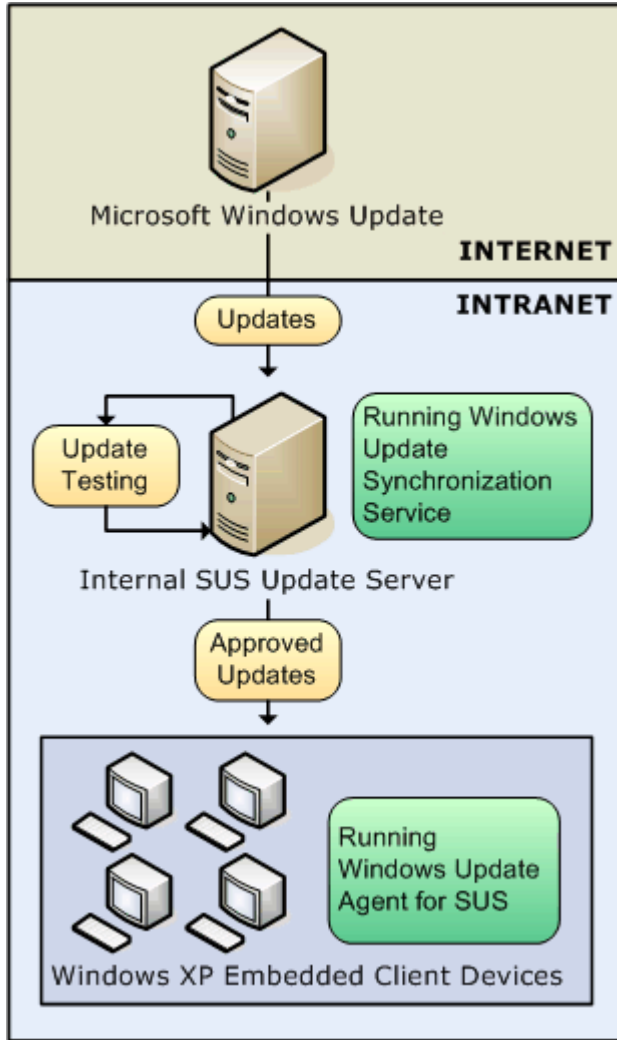 Microsoft Windows Update
INTERNET
INTRANET
Updates
Update
Testing
Running Windows
Update
Synchronization
Service
Internal SUS Update Server
Approved
Updates
Running
Windows Update
Agent for SUS
Windows XP Embedded Client Devices